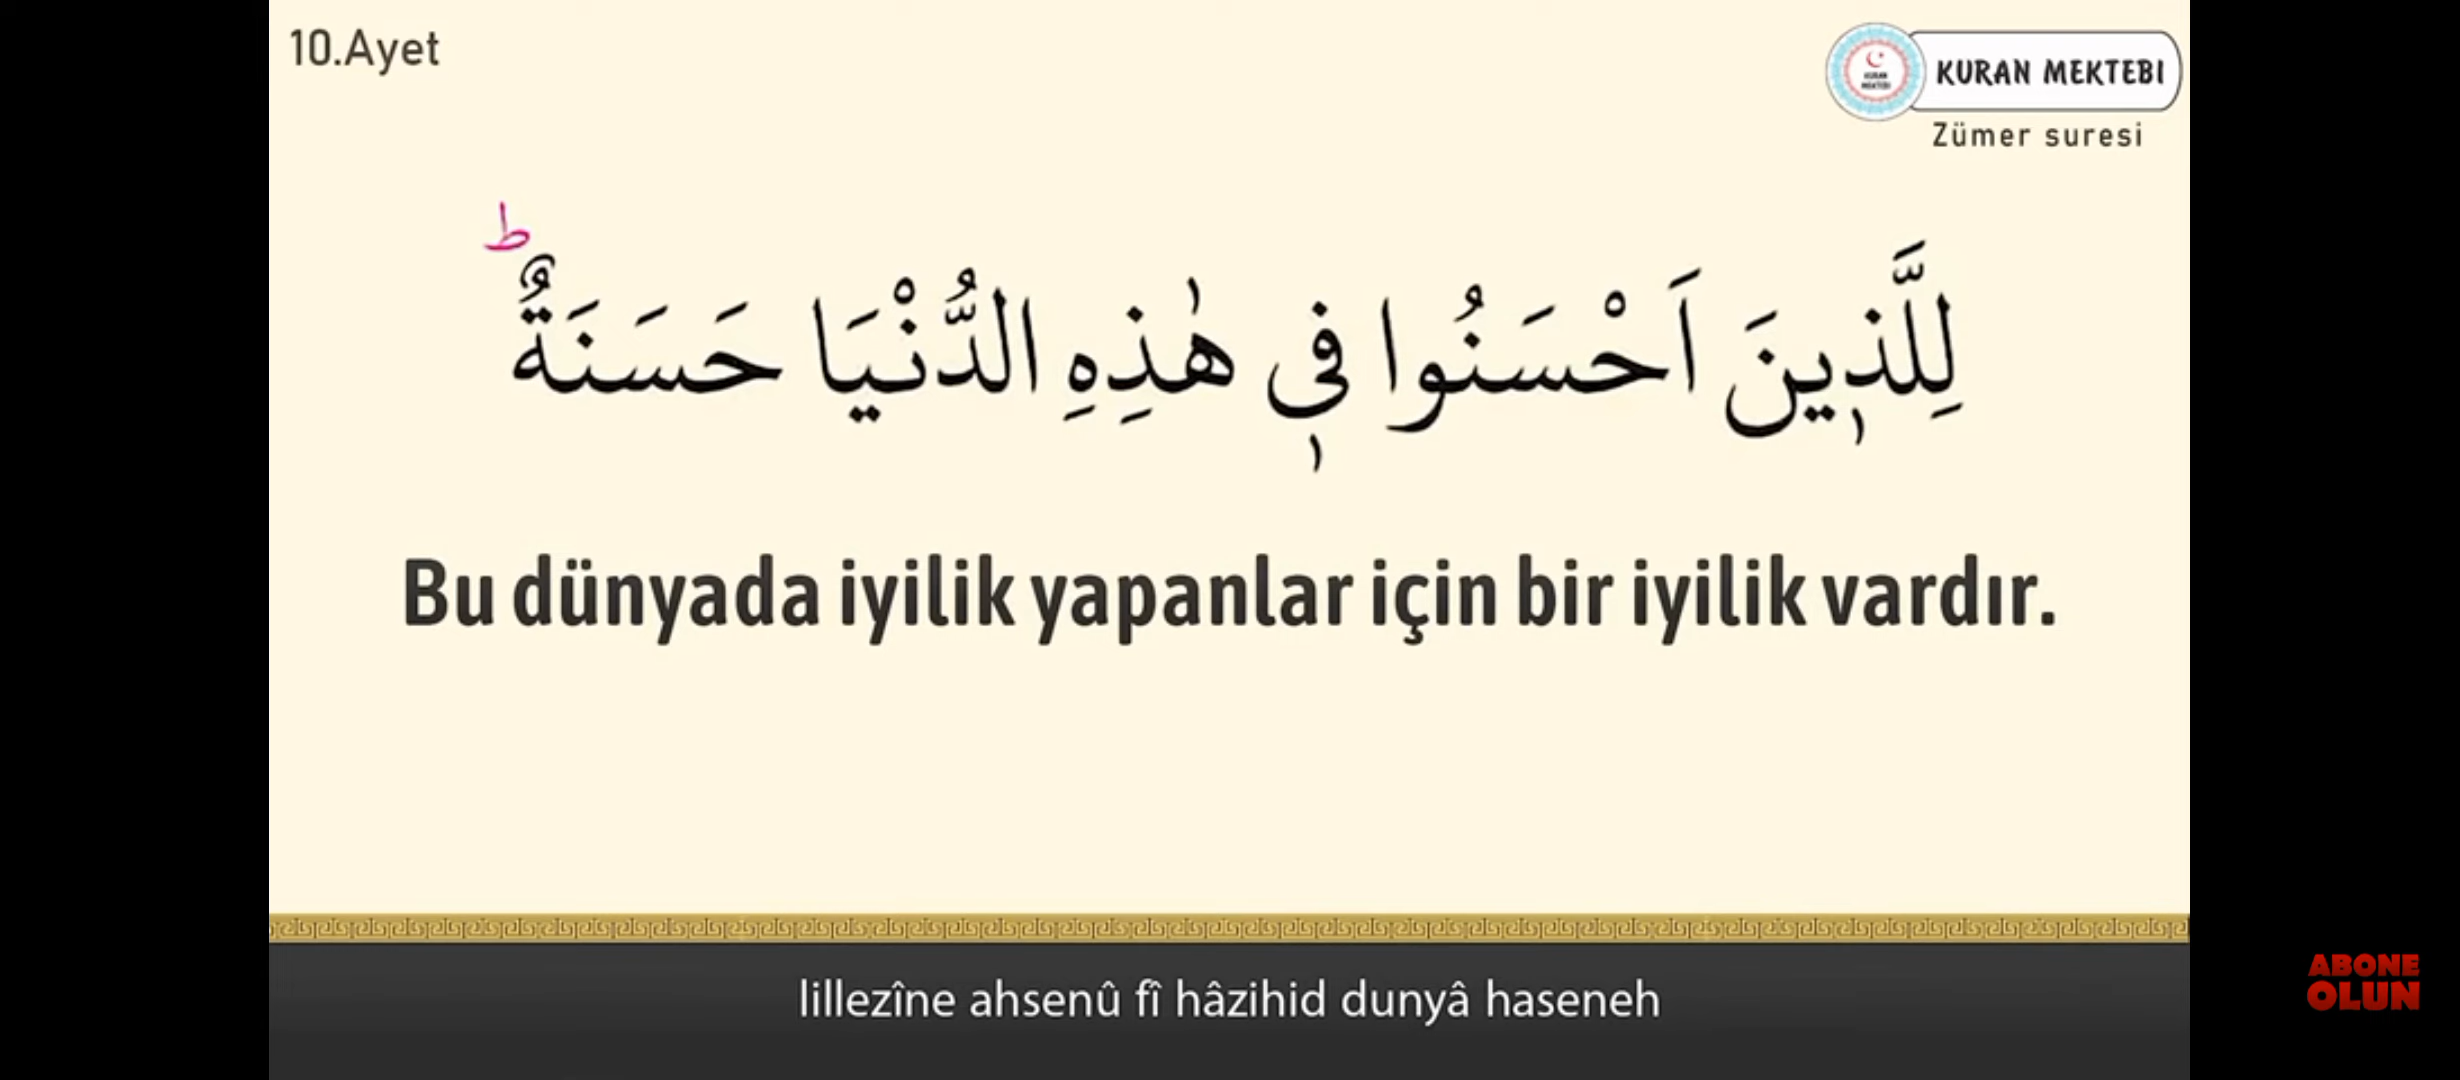 10.Ayet
KURAN MEKTEBI
Zümer suresi
ط
لِلَّذ۪ينَ اَحْسَنُوا ف۪ي هٰذِهِ الدُّنْيَا حَسَنَةٌ
Bu dünyada iyilik yapanlar için bir iyilik vardır.
lillezîne ahsenû fî hâzihid dunyâ haseneh
ABONE
OLUN